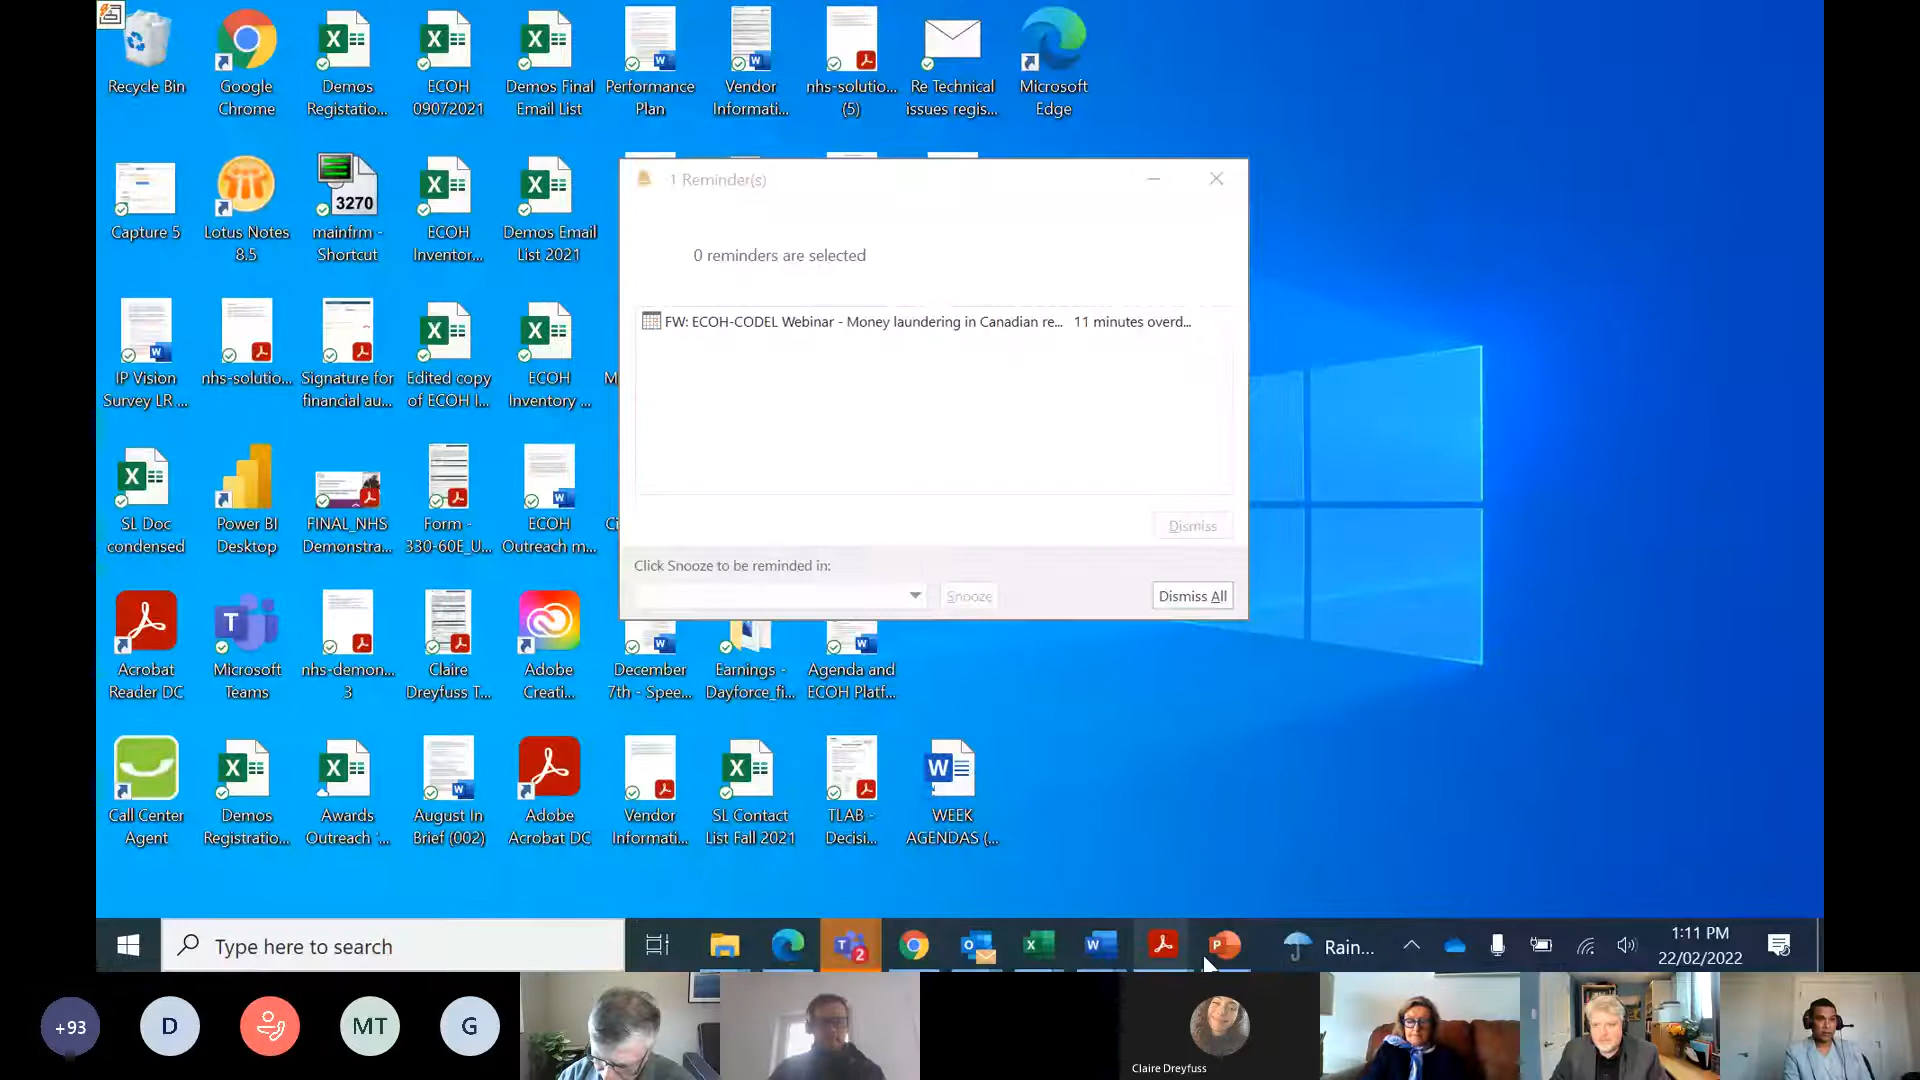 Recycle Bin
Google
Chrome
Demos
Registatio...
ECOH
09072021
Demos Final
Email List
Performance
Plan
Vendor
Informati...
nhs-solutio...
(5)
Re Technical
issues regis...
Microsoft
Edge
Capture 5
Lotus Notes
8.5
3270
mainfrm -
Shortcut
ECOH
Inventor...
Demos Email
List 2021
1 Reminder(s)
0 reminders are selected
FW: ECOH-CODEL Webinar - Money laundering in Canadian re... 11 minutes overd...
Dismiss
Click Snooze to be reminded in:
Snooze
Dismiss All
IP Vision
Survey LR ...
nhs-solutio...
Signature for
financial au...
Edited copy
of ECOH I...
ECOH
Inventory ...
M
SL Doc
condensed
Power BI
Desktop
FINAL_NHS
Demonstra...
Form -
330-60E_U...
ECOH
Outreach m...
Ci
Acrobat
Reader DC
Microsoft
Teams
nhs-demon...
3
Claire
Dreyfuss T...
Adobe
Creati...
December
7th - Spee...
Earnings -
Dayforce_fi...
Agenda and
ECOH Platf...
Call Center
Agent
Demos
Registratio...
Awards
Outreach '...
August In
Brief (002)
Adobe
Acrobat DC
Vendor
Informati...
SL Contact
List Fall 2021
TLAB -
Decisi...
WEEK
AGENDAS (...
Type here to search
2
Rain...
1:11 PM
22/02/2022
+93
D
MT
G
Claire Dreyfuss